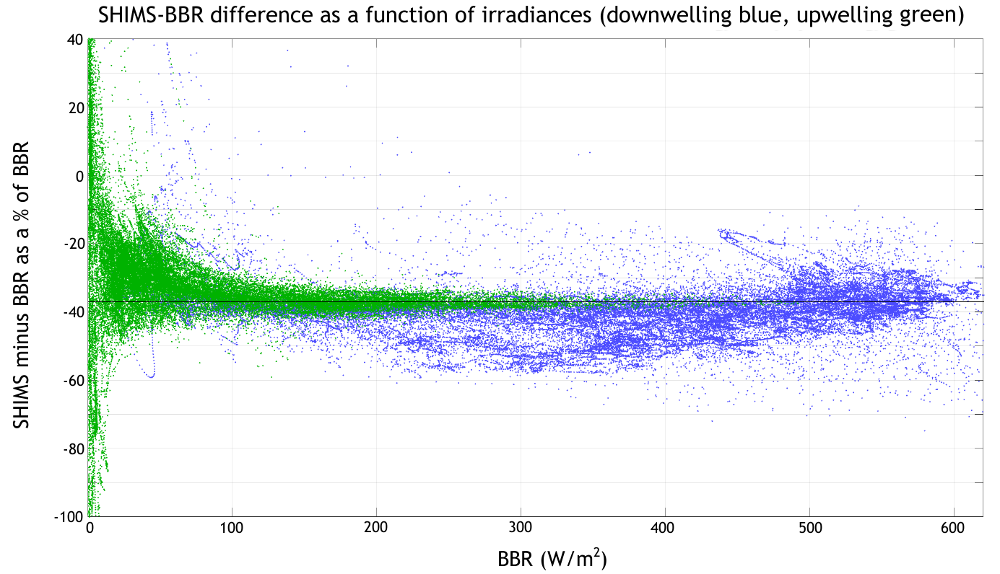 SHIMS-BBR difference as a function of irradiances (downwelling blue, upwelling green)
SHIMS minus BBR as a % of BBR
40
20
0
-20
-40
-60
-80
-100
0 100 200 300 400 500 600
BBR (W/m²)